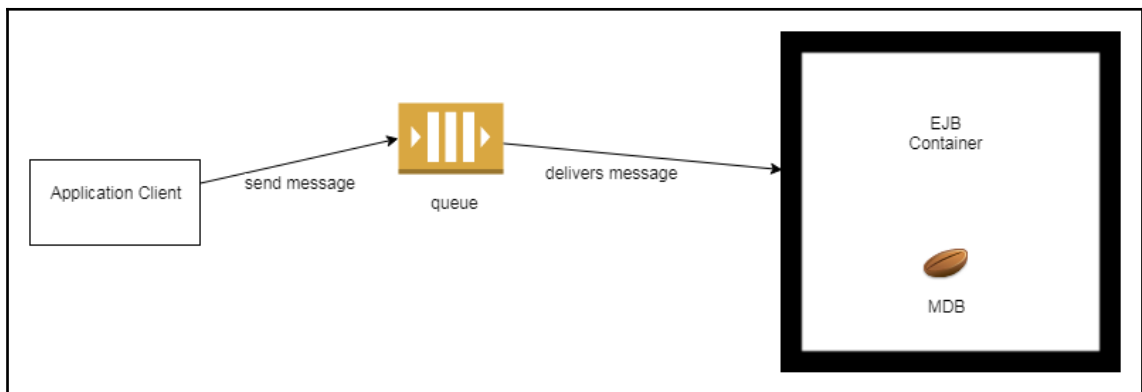 Application Client
send message
queue
delivers message
EJB
Container
MDB